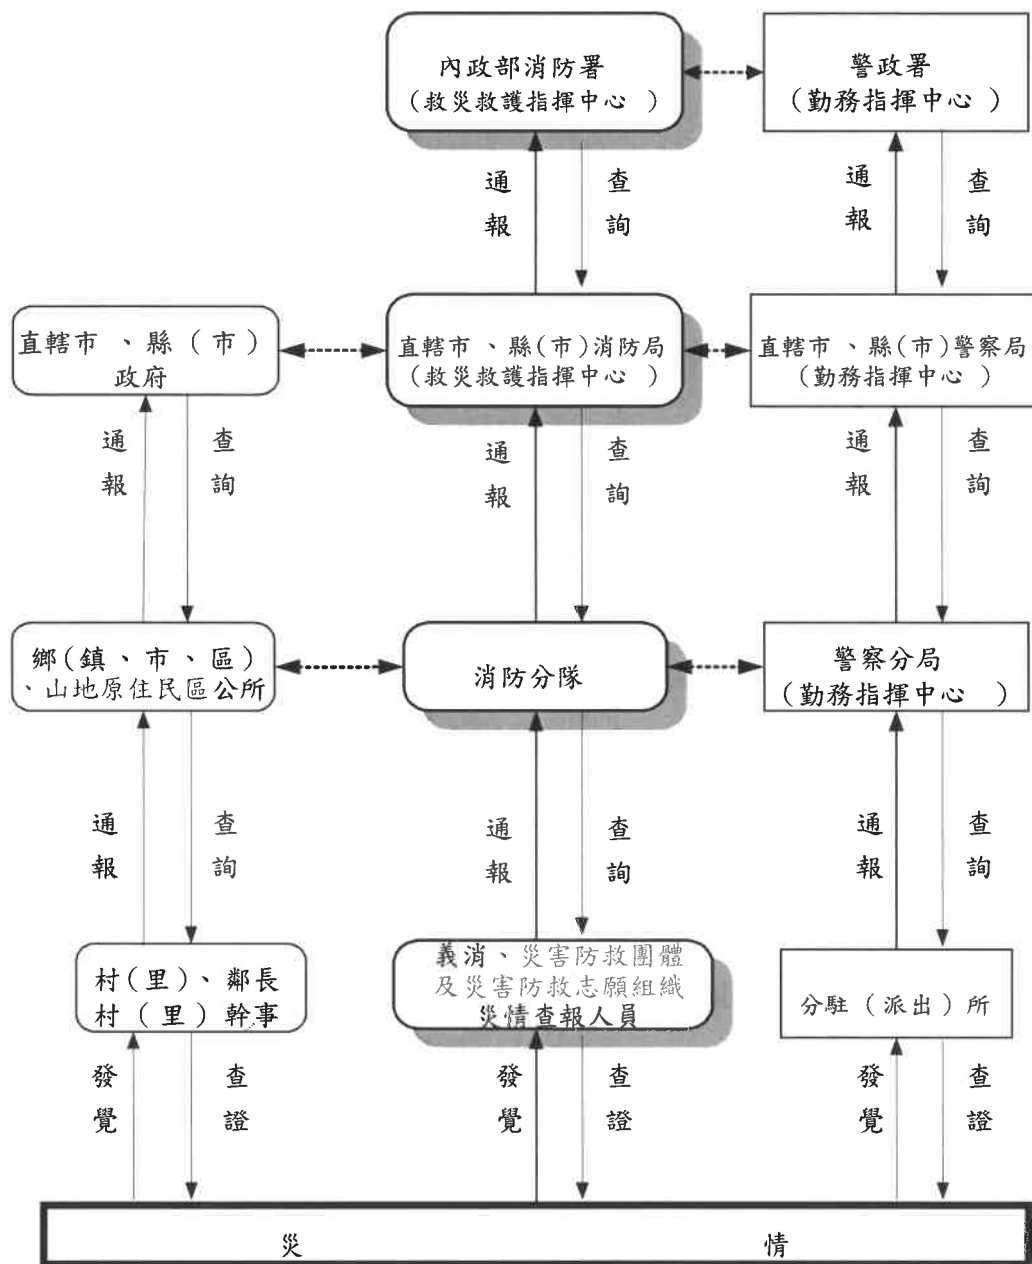 內政部消防署
(救災救護指揮中心 )
警政署
(勤務指揮中心 )
通報
查詢
通報
查詢
直轄市 、縣 ( 市 )
政府
直轄市 、縣(市)消防局
(救災救護指揮中心 )
直轄市 、縣(市)警察局
(勤務指揮中心 )
通報
查詢
通報
查詢
通報
查詢
鄉(鎮、市、區)
、山地原住民區公所
消防分隊
警察分局
(勤務指揮中心 )
通報
查詢
通報
查詢
通報
查詢
村(里)、鄰長
村 ( 里 ) 幹事
義消、災害防救團體
及災害防救志願組織
災情查報人員
分駐 (派出 ) 所
發覺
查證
發覺
查證
發覺
查證
災 情